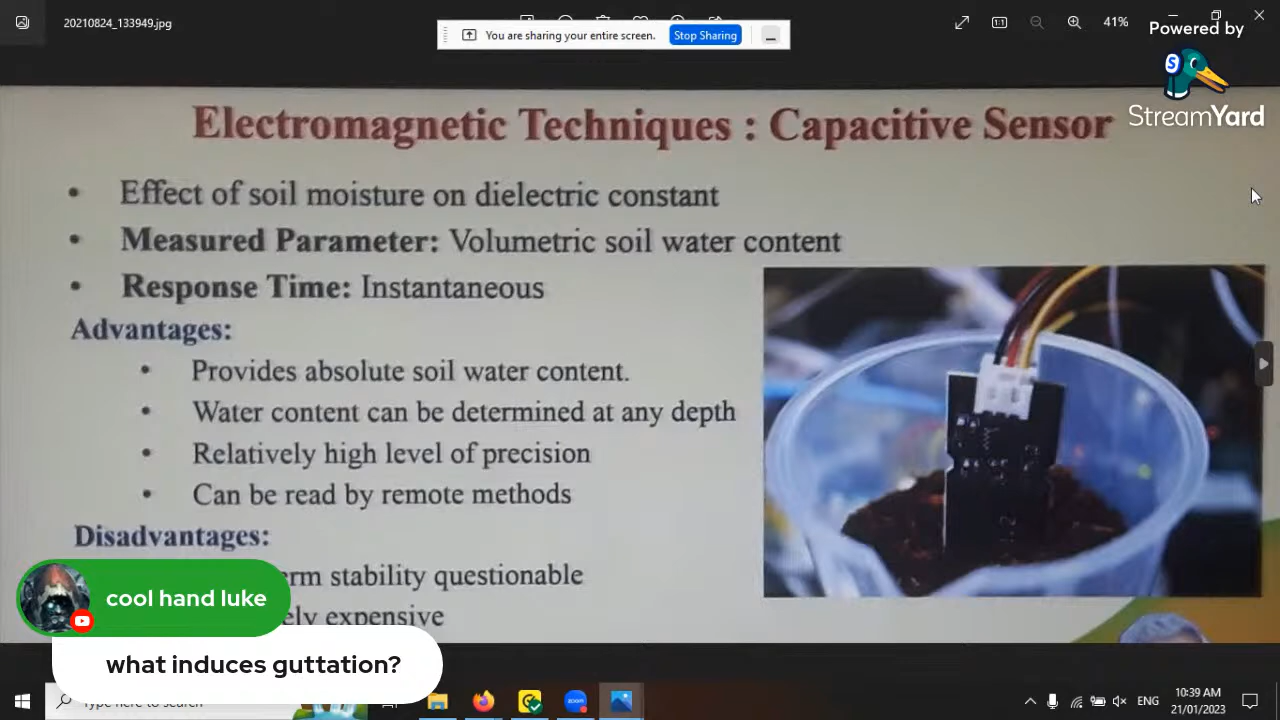 20210824_133949.jpg
You are sharing your entire screen. Stop Sharing
41%
Powered by
StreamYard
Electromagnetic Techniques : Capacitive Sensor
• Effect of soil moisture on dielectric constant
• Measured Parameter: Volumetric soil water content
• Response Time: Instantaneous
Advantages:
• Provides absolute soil water content.
• Water content can be determined at any depth
• Relatively high level of precision
• Can be read by remote methods
Disadvantages:
stability questionable
expensive
cool hand luke
what induces guttation?
Type here to search
zoom
ENG
10:39 AM
21/01/2023